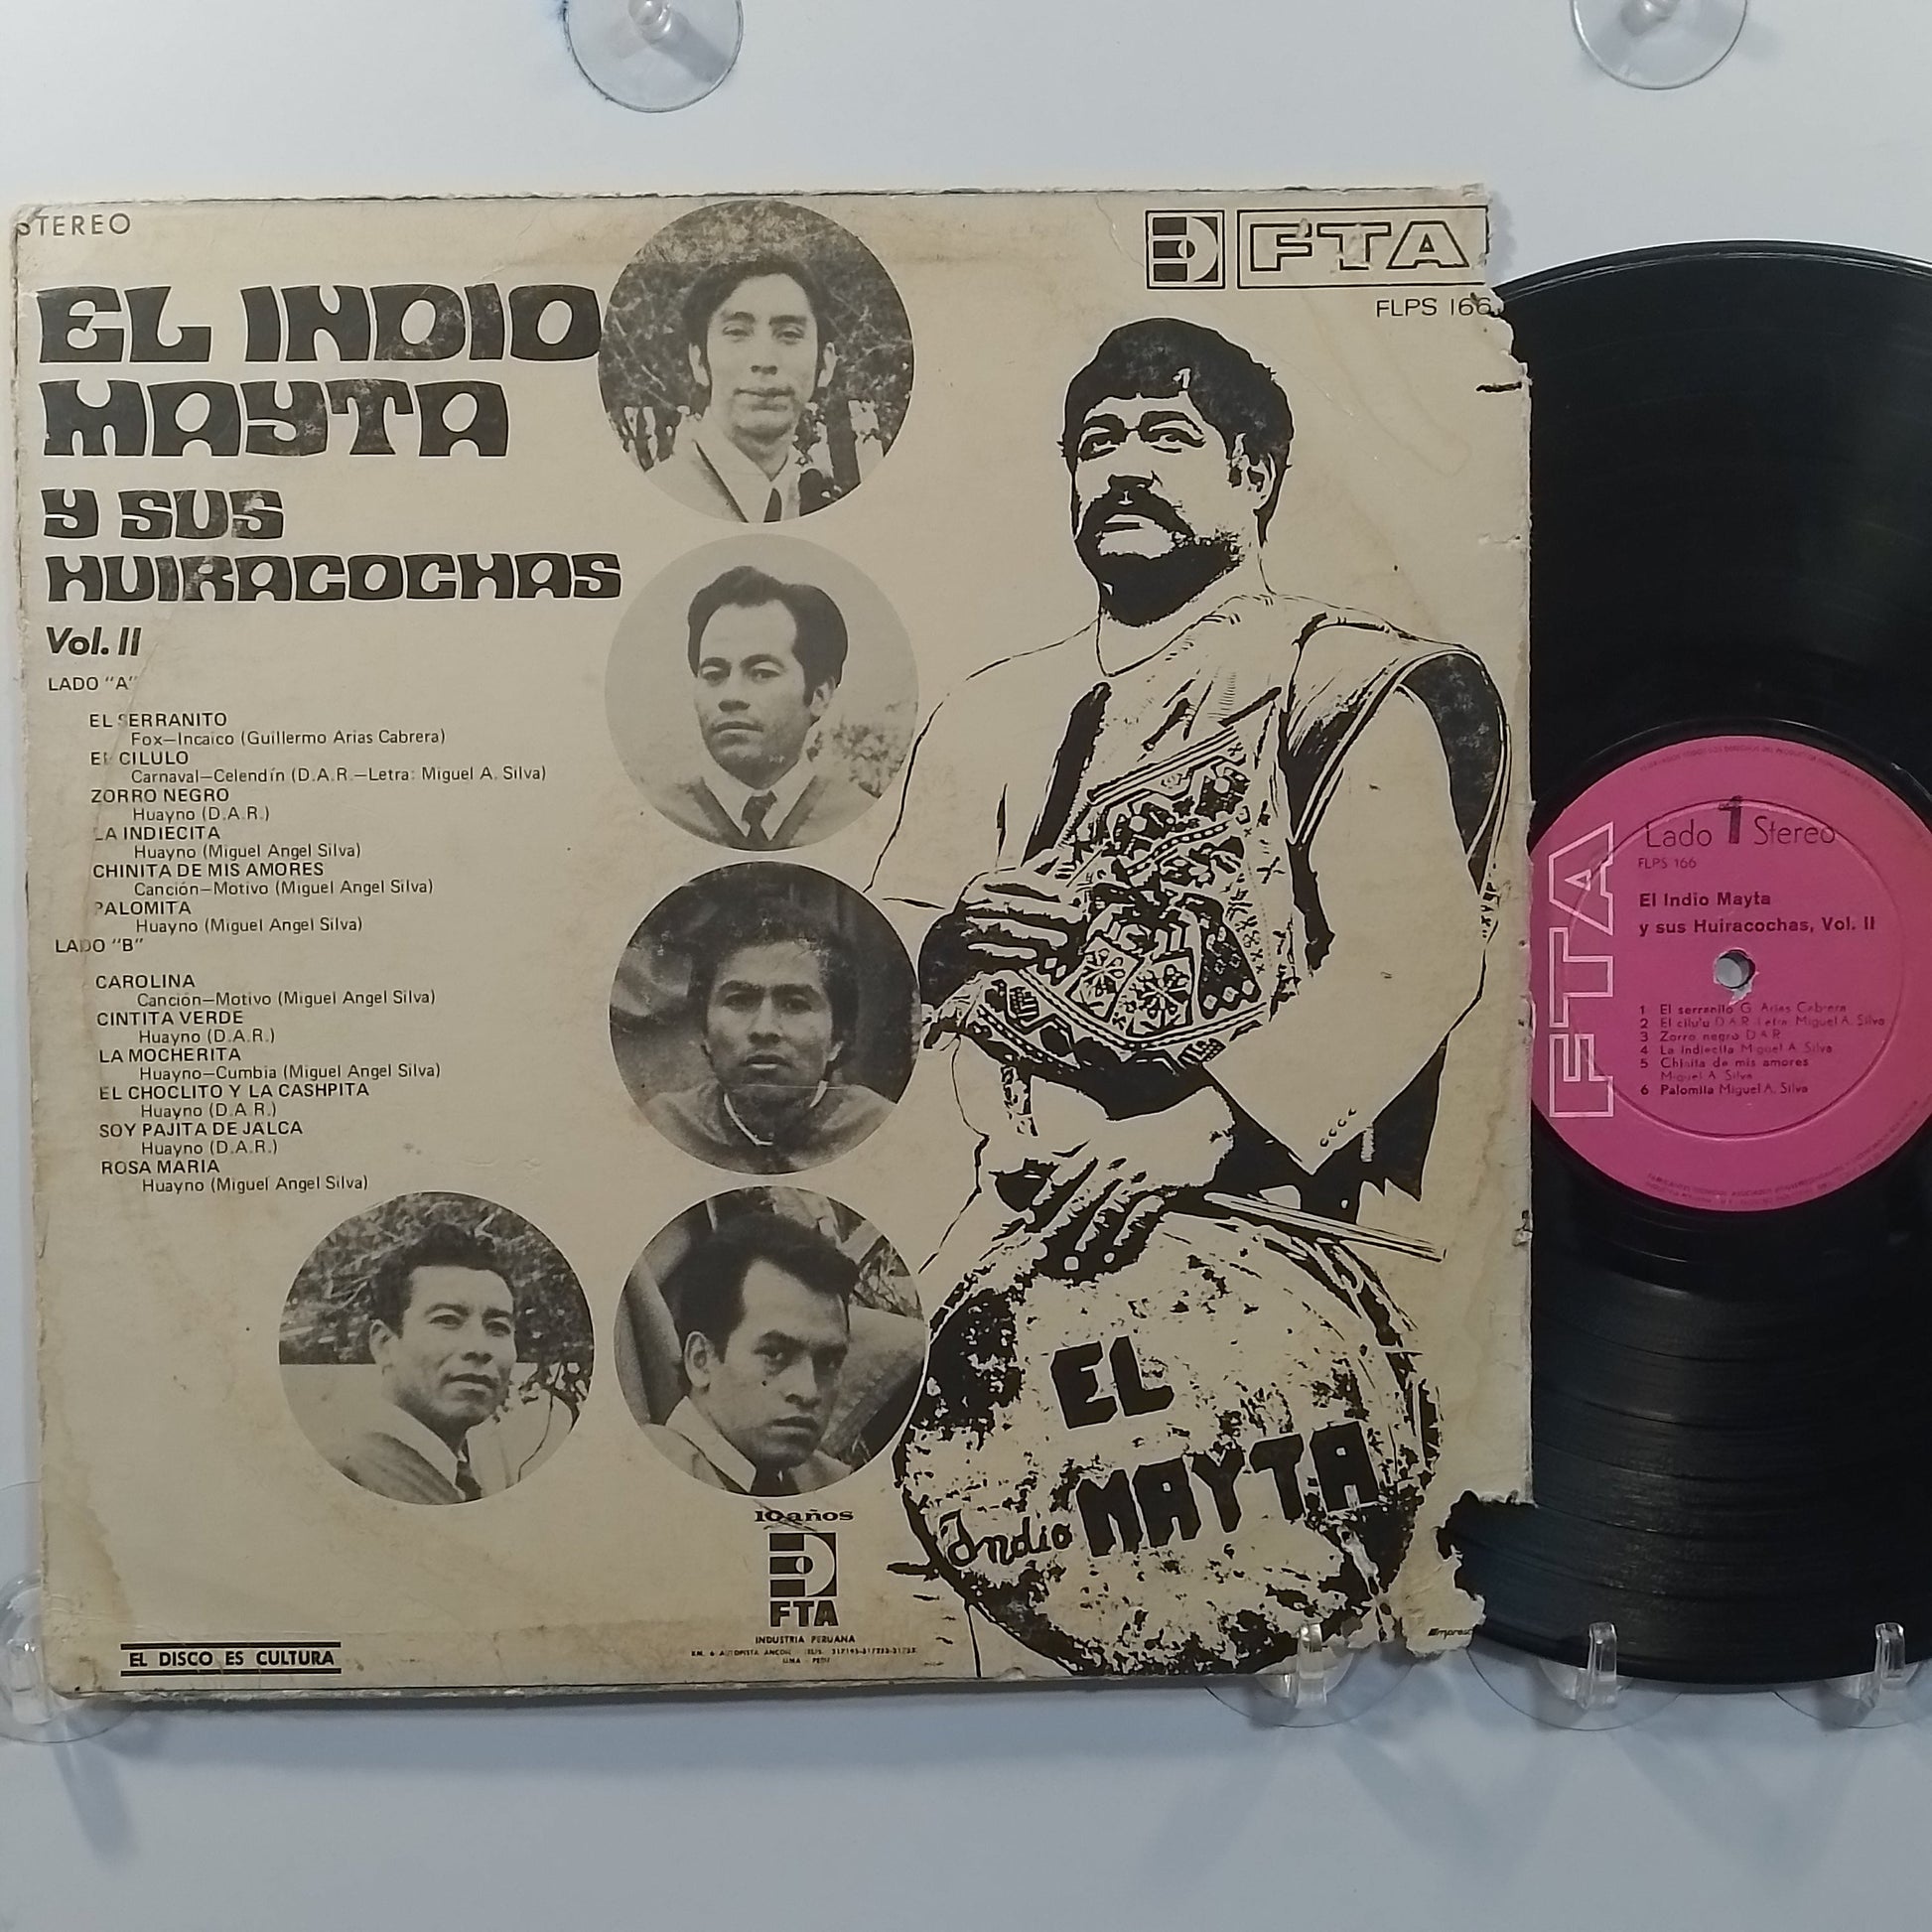 STEREO
FTA
FLPS 166
EL INDIO
MAYTA
Y SUS
HUIRACOCHAS
Vol. II
LADO "A"
EL SERRANITO
Fox—Incaico (Guillermo Arias Cabrera)
EL CILULO
Carnaval—Celendín (D.A.R.—Letra: Miguel A. Silva)
ZORRO NEGRO
Huayno (D.A.R.)
LA INDIECITA
Huayno (Miguel Angel Silva)
CHINITA DE MIS AMORES
Canción—Motivo (Miguel Angel Silva)
PALOMITA
Huayno (Miguel Angel Silva)
LADO "B"
CAROLINA
Canción—Motivo (Miguel Angel Silva)
CINTITA VERDE
Huayno (D.A.R.)
LA MOCHERITA
Huayno—Cumbia (Miguel Angel Silva)
EL CHOCLITO Y LA CASHPITA
Huayno (D.A.R.)
SOY PAJITA DE JALCA
Huayno (D.A.R.)
ROSA MARIA
Huayno (Miguel Angel Silva)
EL
Indio MAYTA
10 años
FTA
INDUSTRIA PERUANA
LIMA - PERU
EL DISCO ES CULTURA
FTA
Lado 1 Stereo
FLPS 166
El Indio Mayta
y sus Huiracochas, Vol. II
1 El serranito G. Arias Cabrera
2 El cilulu D.A.R. Letra: Miguel A. Silva
3 Zorro negro D.A.R.
4 La indiecita Miguel A. Silva
5 Chinita de mis amores
Miguel A. Silva
6 Palomita Miguel A. Silva